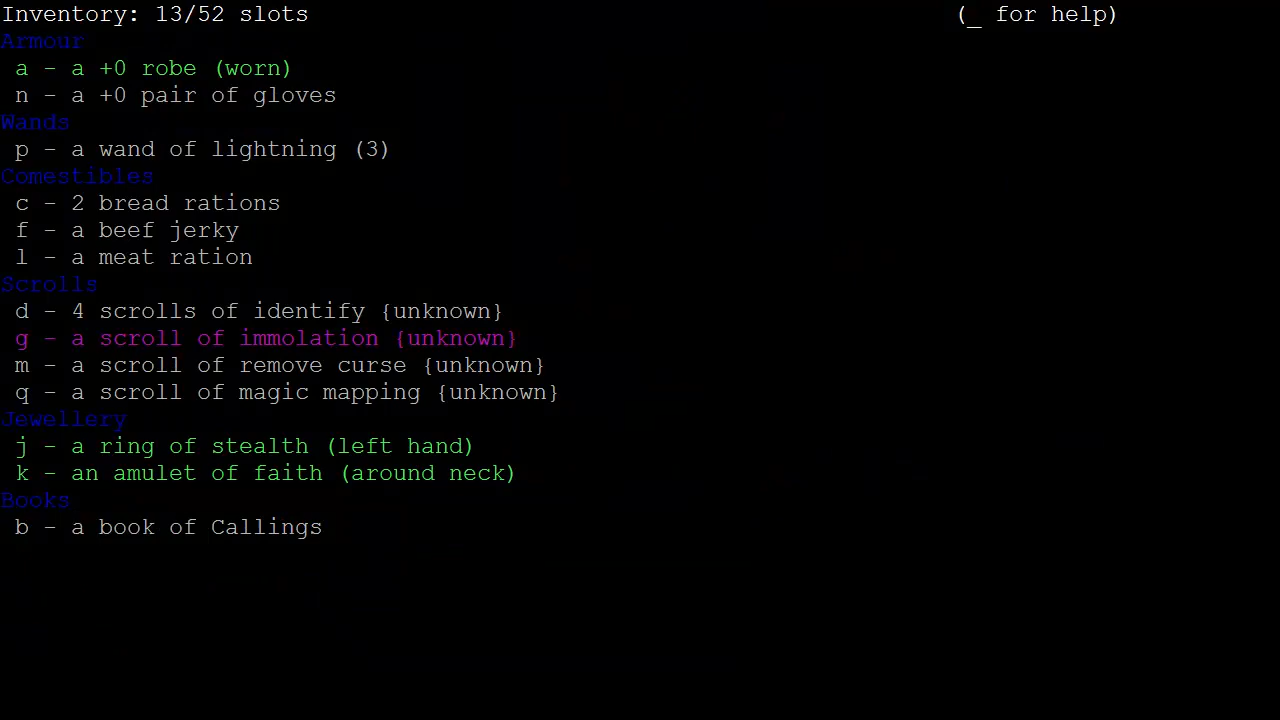 Inventory: 13/52 slots (_ for help)
Armour
a - a +0 robe (worn)
n - a +0 pair of gloves
Wands
p - a wand of lightning (3)
Comestibles
c - 2 bread rations
f - a beef jerky
l - a meat ration
Scrolls
d - 4 scrolls of identify {unknown}
g - a scroll of immolation {unknown}
m - a scroll of remove curse {unknown}
q - a scroll of magic mapping {unknown}
Jewellery
j - a ring of stealth (left hand)
k - an amulet of faith (around neck)
Books
b - a book of Callings